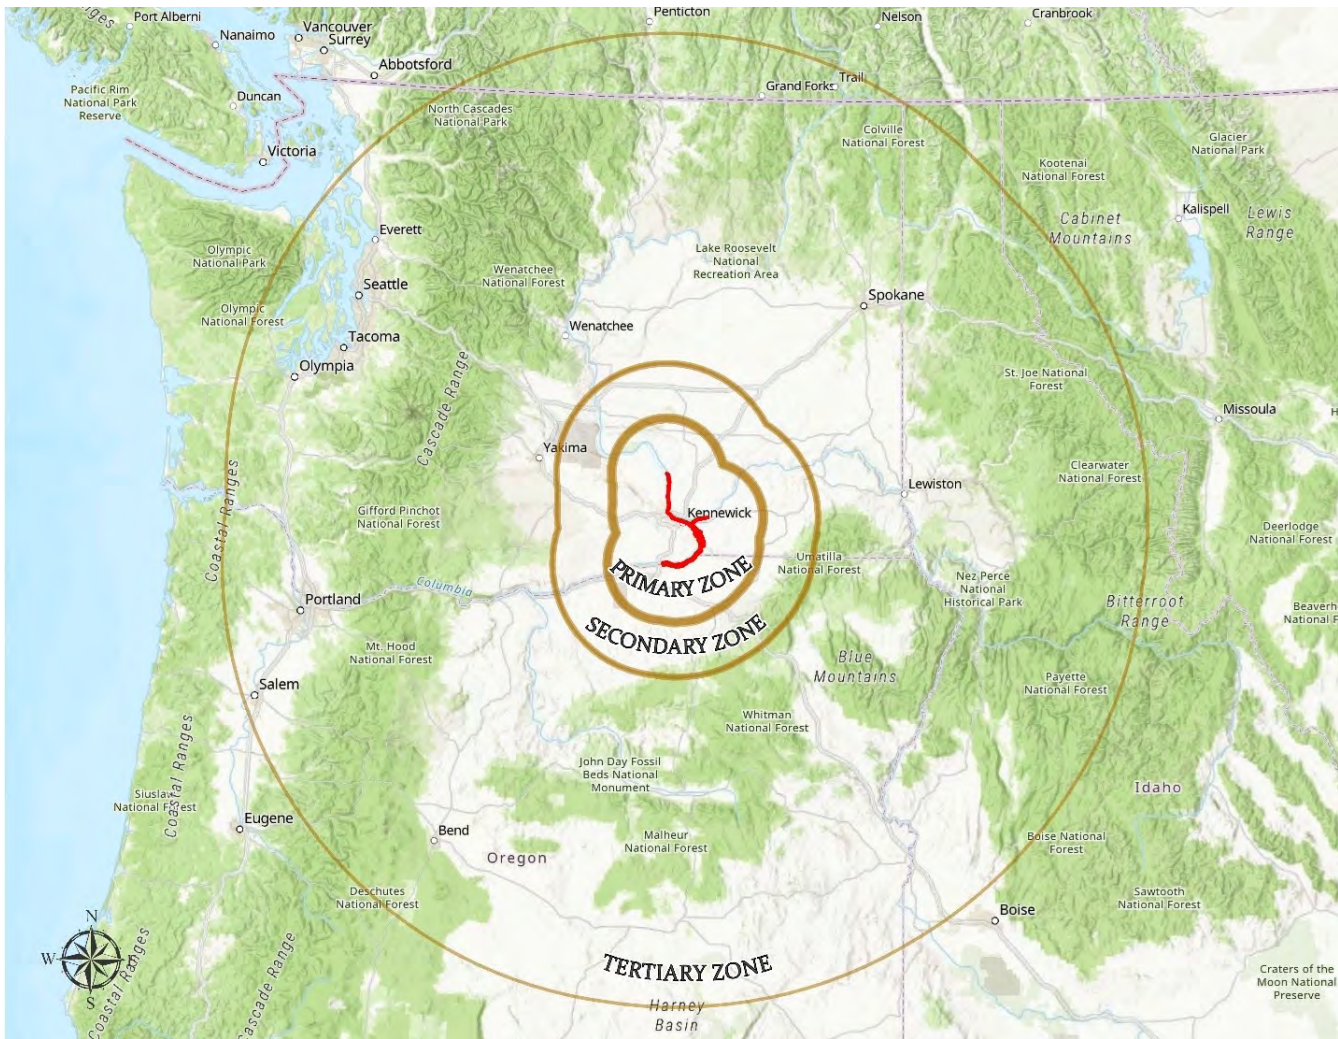 Ranges
Port Alberni
Nanaimo
Vancouver
Surrey
Abbotsford
Penticton
Nelson
Cranbrook
Pacific Rim
National Park
Reserve
Duncan
Victoria
North Cascades
National Park
Grand Forks
Trail
Colville
National Forest
Glacier
National Park
Kootenai
National Forest
Kalispell
Lewis
Range
Cabinet
Mountains
Everett
Olympic
National Park
Seattle
Olympic
National Forest
Wenatchee
National Forest
Lake Roosevelt
National
Recreation Area
Spokane
Wenatchee
Tacoma
Olympia
Cascade Range
St. Joe National
Forest
Missoula
Yakima
Clearwater
National Forest
Lewiston
Coastal Ranges
Gifford Pinchot
National Forest
Kennewick
Deerlodge
National Forest
Umatilla
National Forest
PRIMARY ZONE
Columbia
Nez Perce
National
Historical Park
Bitterroot
Range
Beaverh
National F
Portland
SECONDARY ZONE
Mt. Hood
National Forest
Blue
Mountains
Salem
Payette
National Forest
Whitman
National Forest
Coastal Ranges
John Day Fossil
Beds National
Monument
Idaho
Siuslaw
National Forest
Eugene
Bend
Malheur
National Forest
Boise National
Forest
Oregon
Deschutes
National Forest
Sawtooth
National Forest
Boise
N
W
E
S
Coastal Ranges
Cascade Range
TERTIARY ZONE
Harney
Basin
Craters of the
Moon National
Preserve